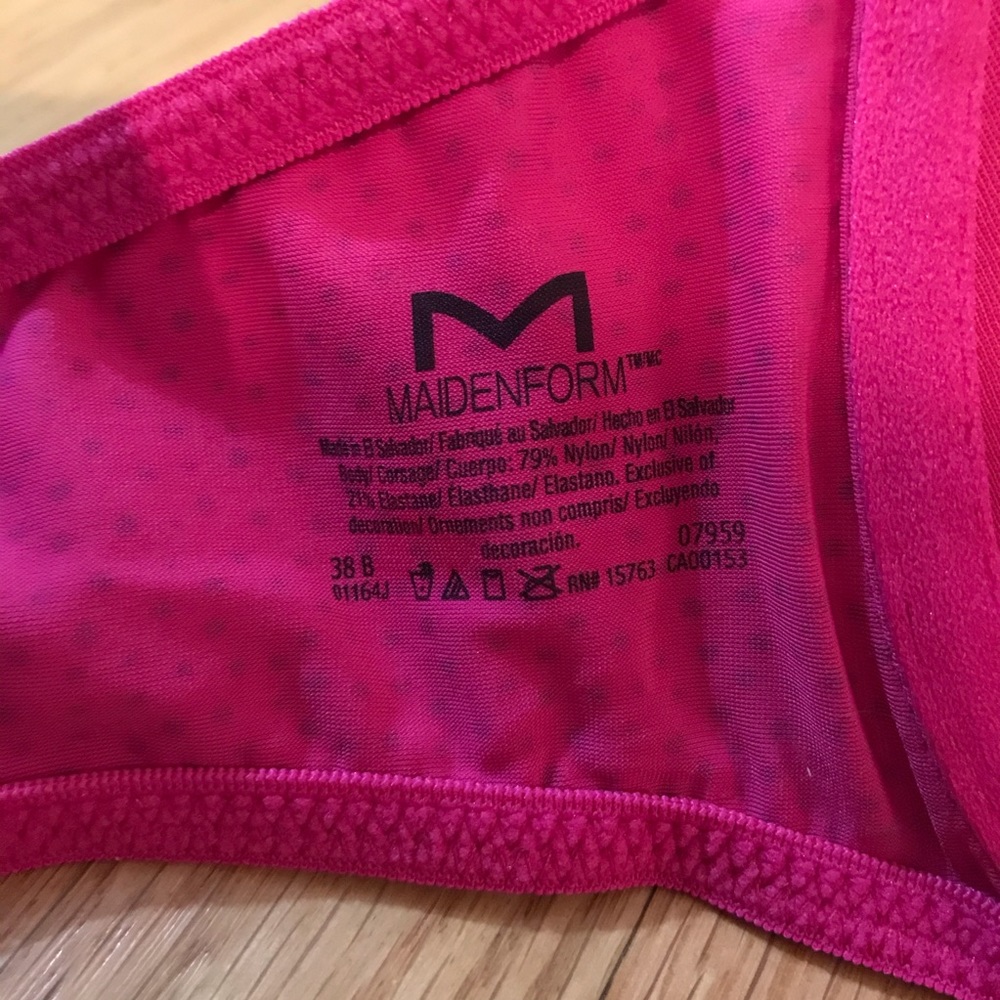 M
MAIDENFORM™/MC
Made in El Salvador/ Fabriqué au Salvador/ Hecho en El Salvador
Body/ Corsage/ Cuerpo: 79% Nylon/ Nylon/ Nilón,
21% Elastane/ Elasthane/ Elastano. Exclusive of
decoration/ Ornements non compris/ Excluyendo
decoración.
38 B 07959
01164J RN# 15763 CA00153